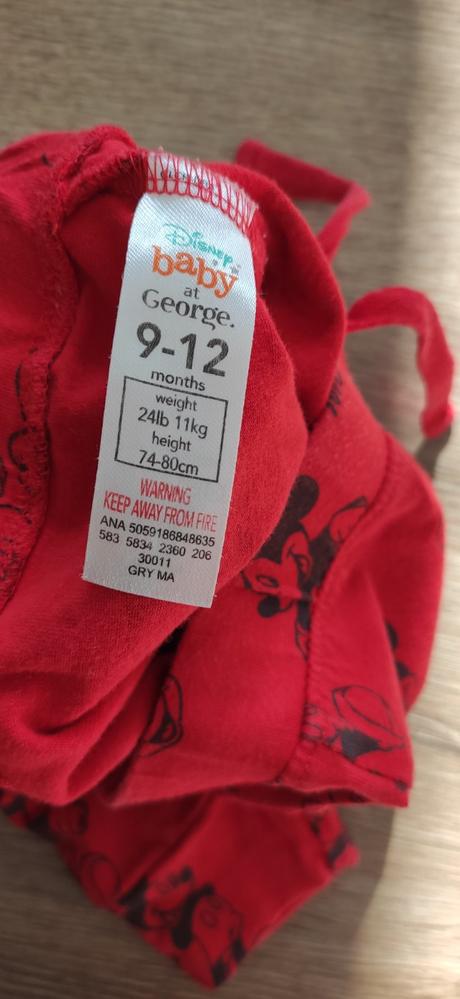 Disney
baby
at
George.
9-12
months
weight
24lb 11kg
height
74-80cm
WARNING
KEEP AWAY FROM FIRE
ANA 5059186848635
583 5834 2360 206
30011
GRY MA